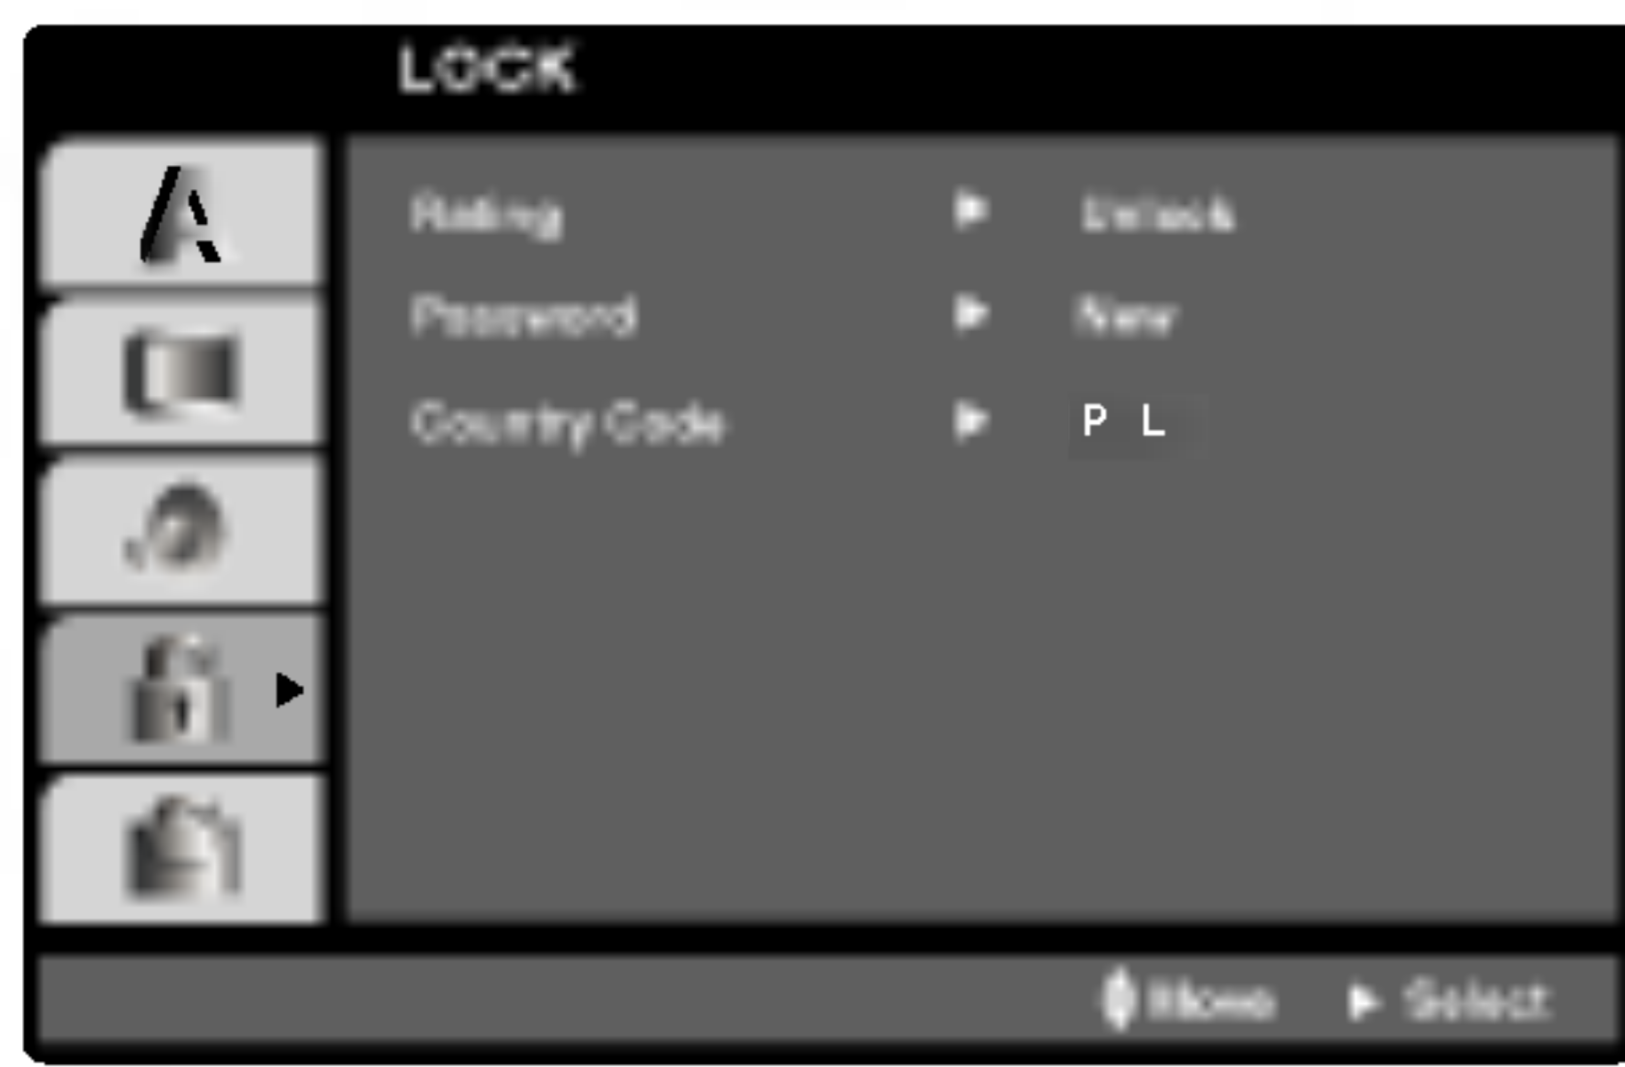 LOCK
A
Rating ► Unlock
Password ► New
Country Code ► P L
Move ► Select